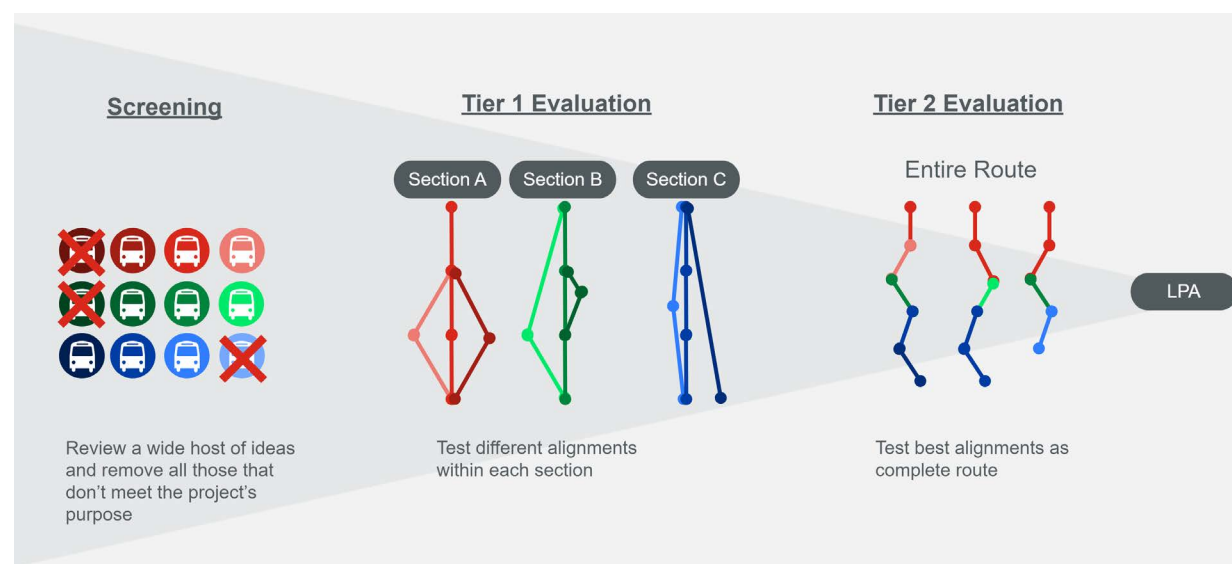 Screening
Review a wide host of ideas
and remove all those that
don't meet the project's
purpose
Tier 1 Evaluation
Section A
Section B
Section C
Test different alignments
within each section
Tier 2 Evaluation
Entire Route
Test best alignments as
complete route
LPA